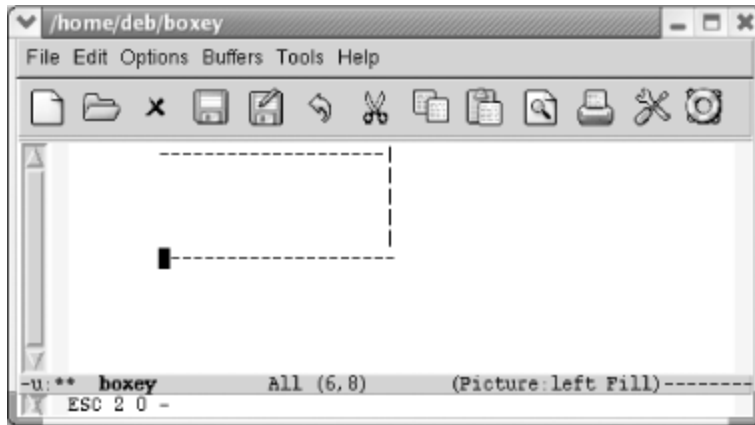 /home/deb/boxey
File Edit Options Buffers Tools Help
--------------------|
|
|
|
|
--------------------
-u:** boxey All (6,8) (Picture:left Fill)--------
ESC 2 0 -